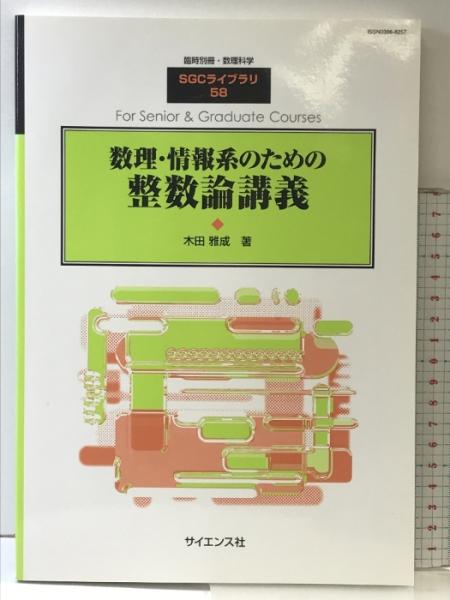 ISSN0386-8257
臨時別冊・数理科学
SGCライブラリ
58
For Senior & Graduate Courses
数理・情報系のための
整数論講義
木田 雅成 著
サイエンス社